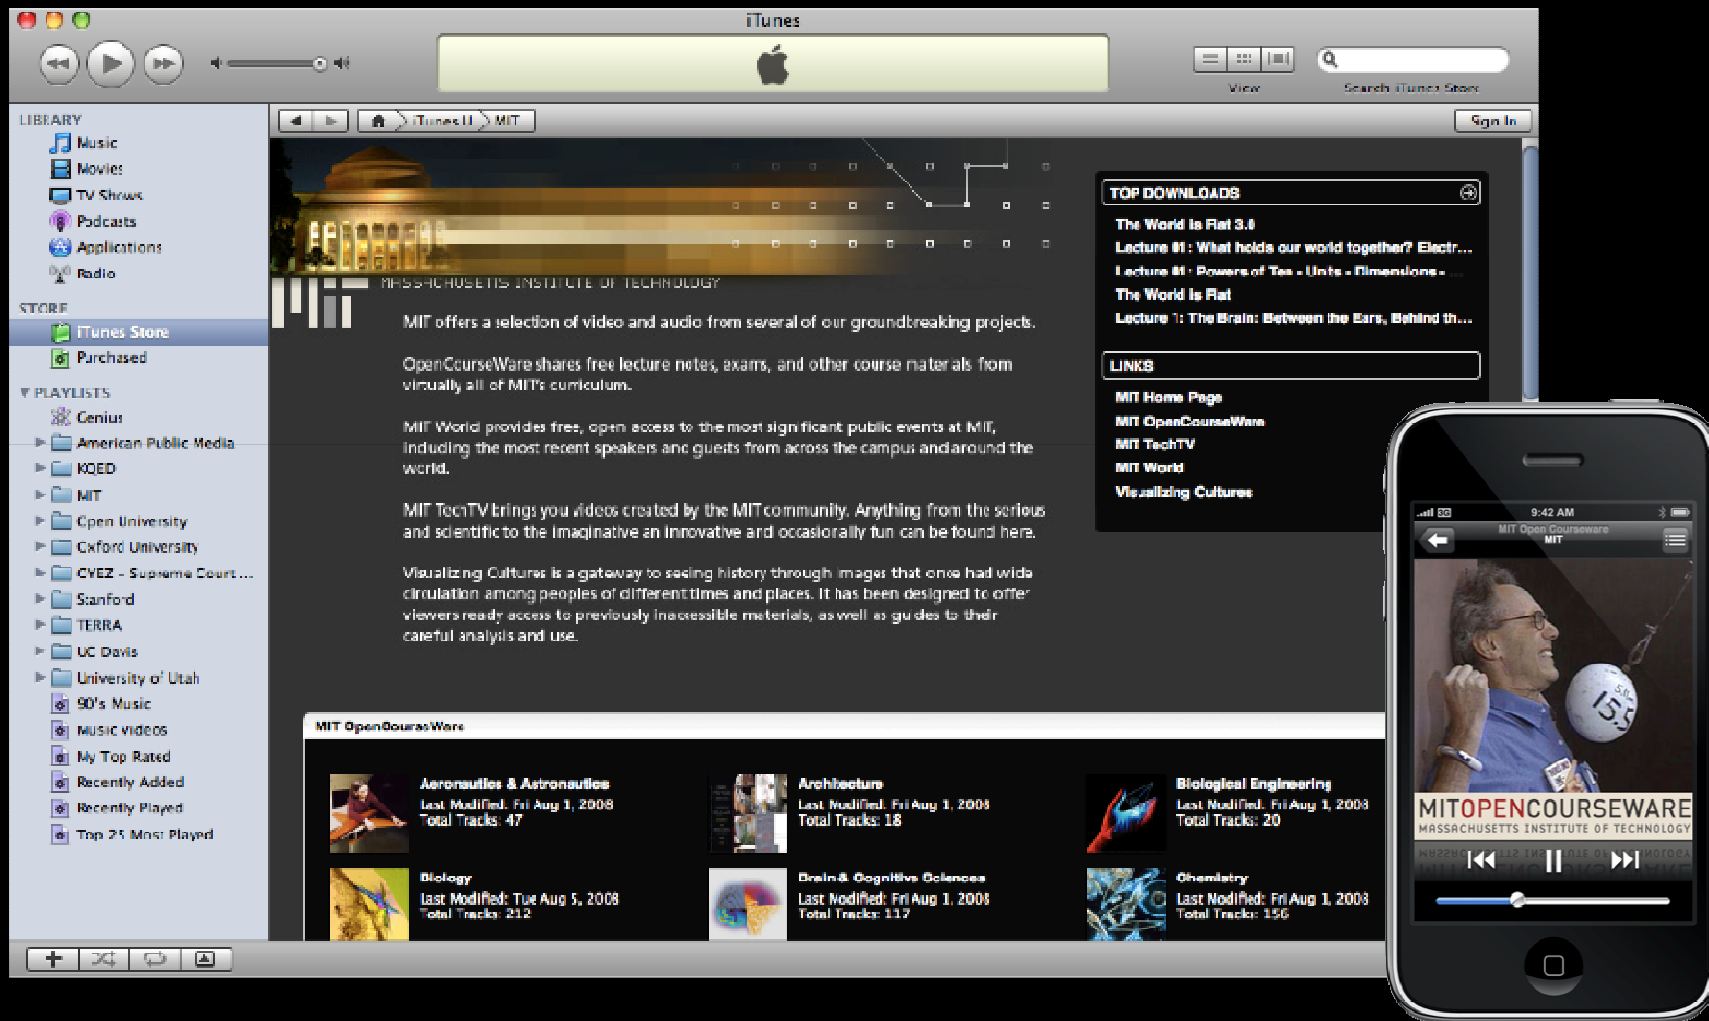 iTunes
View
Search iTunes Store
LIBRARY
Music
Movies
TV Shows
Podcasts
Applications
Radio
STORE
iTunes Store
Purchased
PLAYLISTS
Genius
American Public Media
KQED
MIT
Open University
Oxford University
OYEZ - Supreme Court ...
Stanford
TERRA
UC Davis
University of Utah
90's Music
Music Videos
My Top Rated
Recently Added
Recently Played
Top 25 Most Played
iTunes U MIT
Sign In
MASSACHUSETTS INSTITUTE OF TECHNOLOGY
MIT offers a selection of video and audio from several of our groundbreaking projects.
OpenCourseWare shares free lecture notes, exams, and other course materials from
virtually all of MIT's curriculum.
MIT World provides free, open access to the most significant public events at MIT,
including the most recent speakers and guests from across the campus and around the
world.
MIT TechTV brings you videos created by the MIT community. Anything from the serious
and scientific to the imaginative an innovative and occasionally fun can be found here.
Visualizing Cultures is a gateway to seeing history through images that once had wide
circulation among peoples of different times and places. It has been designed to offer
viewers ready access to previously inaccessible materials, as well as guides to their
careful analysis and use.
TOP DOWNLOADS
The World is Flat 3.0
Lecture 01: What holds our world together? Electr...
Lecture 01: Powers of Ten - Units - Dimensions - ...
The World is Flat
Lecture 1: The Brain: Between the Ears, Behind th...
LINKS
MIT Home Page
MIT OpenCourseWare
MIT TechTV
MIT World
Visualizing Cultures
MIT OpenCourseWare
Aeronautics & Astronautics
Last Modified: Fri Aug 1, 2008
Total Tracks: 47
Architecture
Last Modified: Fri Aug 1, 2008
Total Tracks: 18
Biological Engineering
Last Modified: Fri Aug 1, 2008
Total Tracks: 20
Biology
Last Modified: Tue Aug 5, 2008
Total Tracks: 212
Brain & Cognitive Sciences
Last Modified: Fri Aug 1, 2008
Total Tracks: 117
Chemistry
Last Modified: Fri Aug 1, 2008
Total Tracks: 156
3G
9:42 AM
MIT Open Courseware
MIT
15.5
MITOPENCOURSEWARE
MASSACHUSETTS INSTITUTE OF TECHNOLOGY